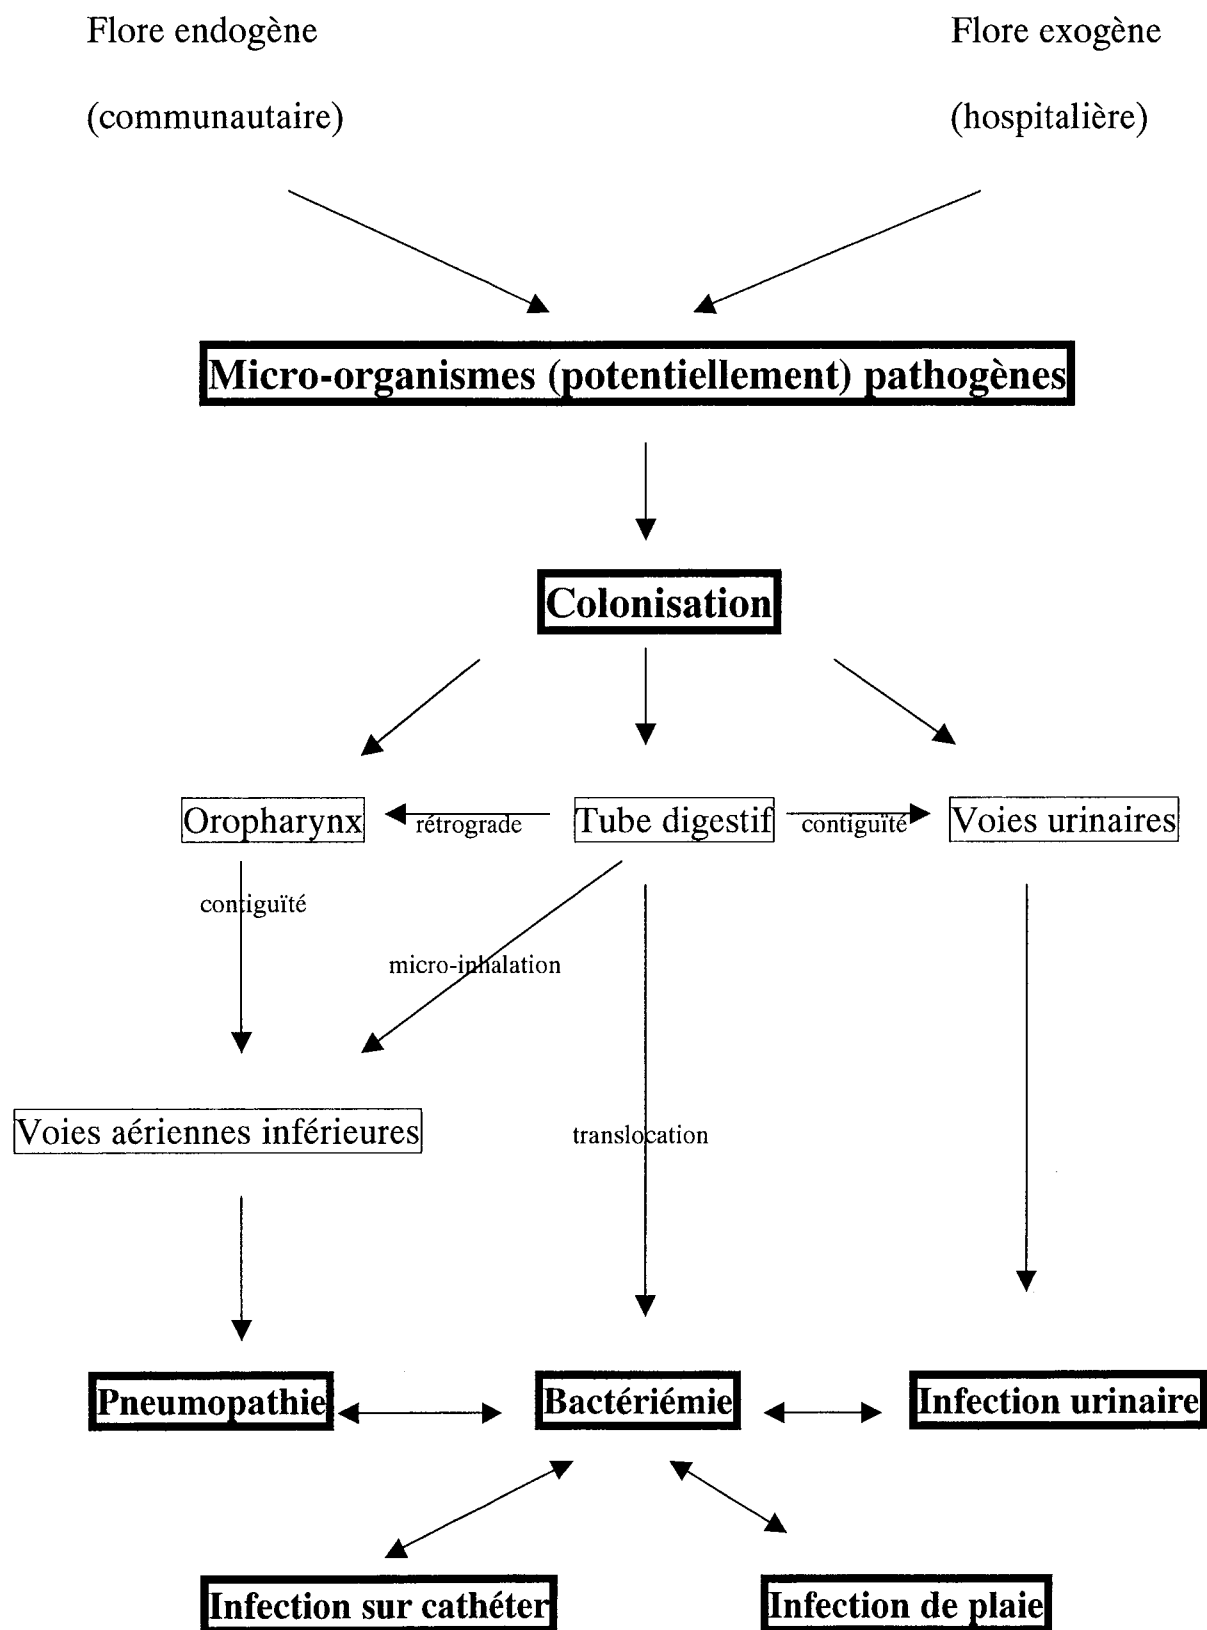 Flore endogène
Flore exogène
(communautaire)
(hospitalière)
Micro-organismes (potentiellement) pathogènes
Colonisation
Oropharynx
rétrograde
Tube digestif
contiguïté
Voies urinaires
contiguïté
micro-inhalation
Voies aériennes inférieures
translocation
Pneumopathie
Bactériémie
Infection urinaire
Infection sur cathéter
Infection de plaie